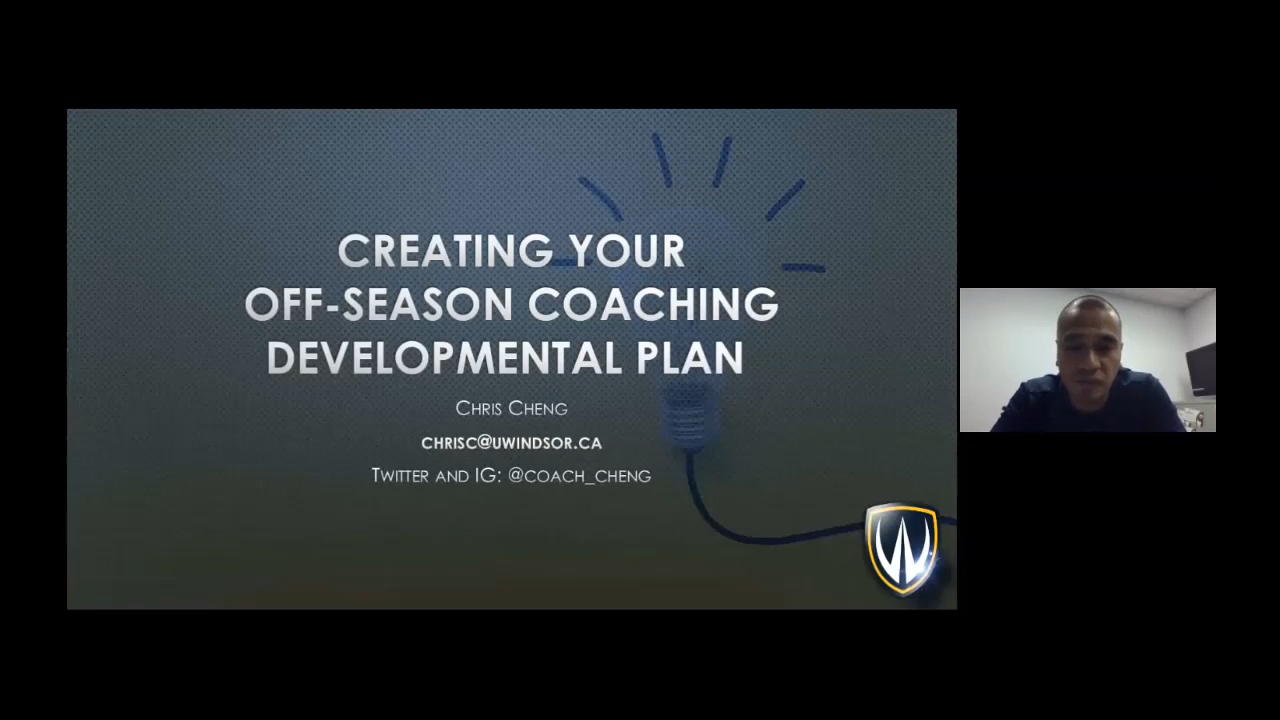 CREATING YOUR
OFF-SEASON COACHING
DEVELOPMENTAL PLAN
CHRIS CHENG
CHRISC@UWINDSOR.CA
TWITTER AND IG: @COACH_CHENG